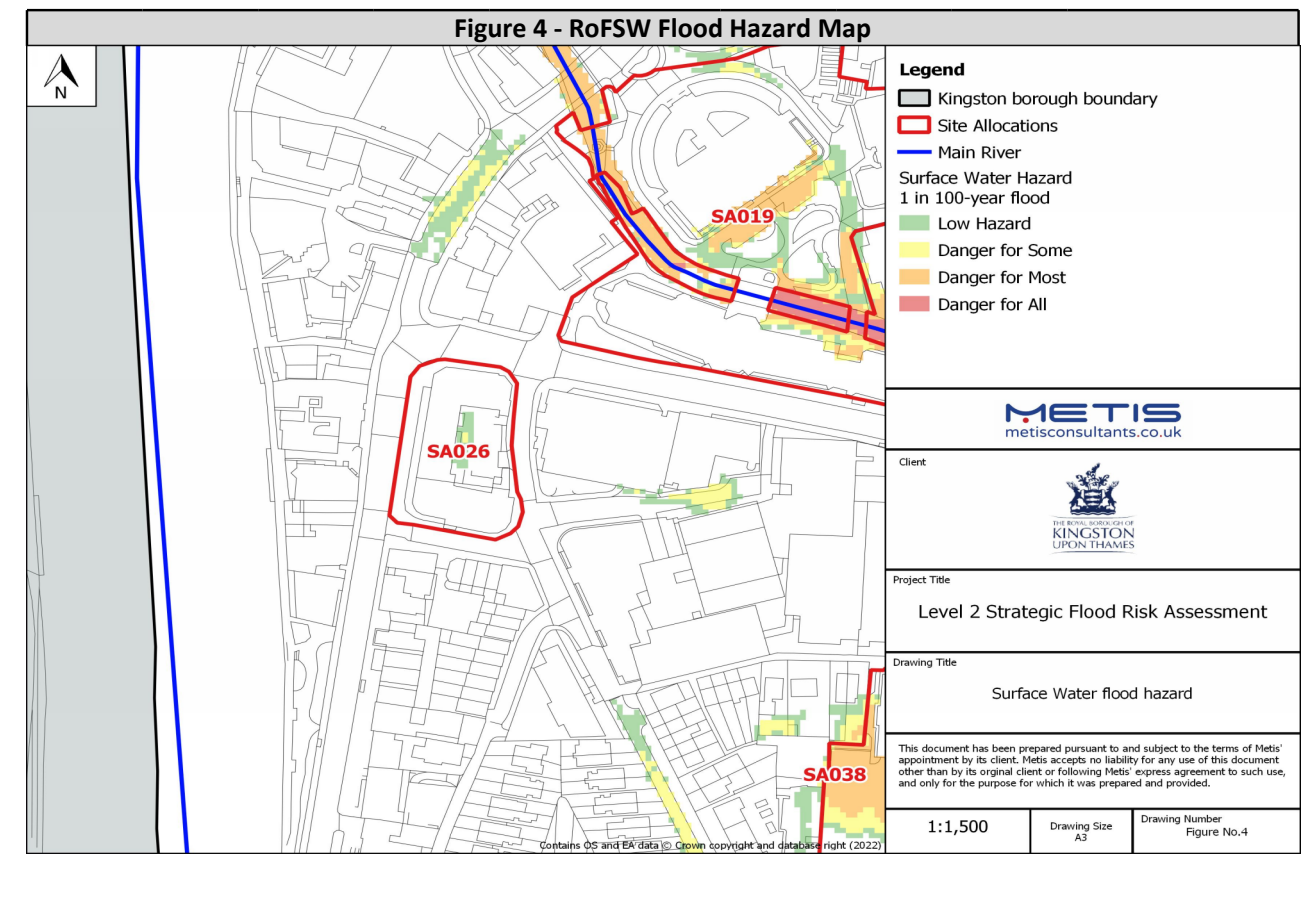 Figure 4 - RoFSW Flood Hazard Map
N
SA019
SA026
SA038
Contains OS and EA data © Crown copyright and database right (2022)
Legend
Kingston borough boundary
Site Allocations
Main River
Surface Water Hazard
1 in 100-year flood
Low Hazard
Danger for Some
Danger for Most
Danger for All
METIS
metisconsultants.co.uk
Client
THE ROYAL BOROUGH OF
KINGSTON
UPON THAMES
Project Title
Level 2 Strategic Flood Risk Assessment
Drawing Title
Surface Water flood hazard
This document has been prepared pursuant to and subject to the terms of Metis'
appointment by its client. Metis accepts no liability for any use of this document
other than by its orginal client or following Metis' express agreement to such use,
and only for the purpose for which it was prepared and provided.
1:1,500
Drawing Size
A3
Drawing Number
Figure No.4